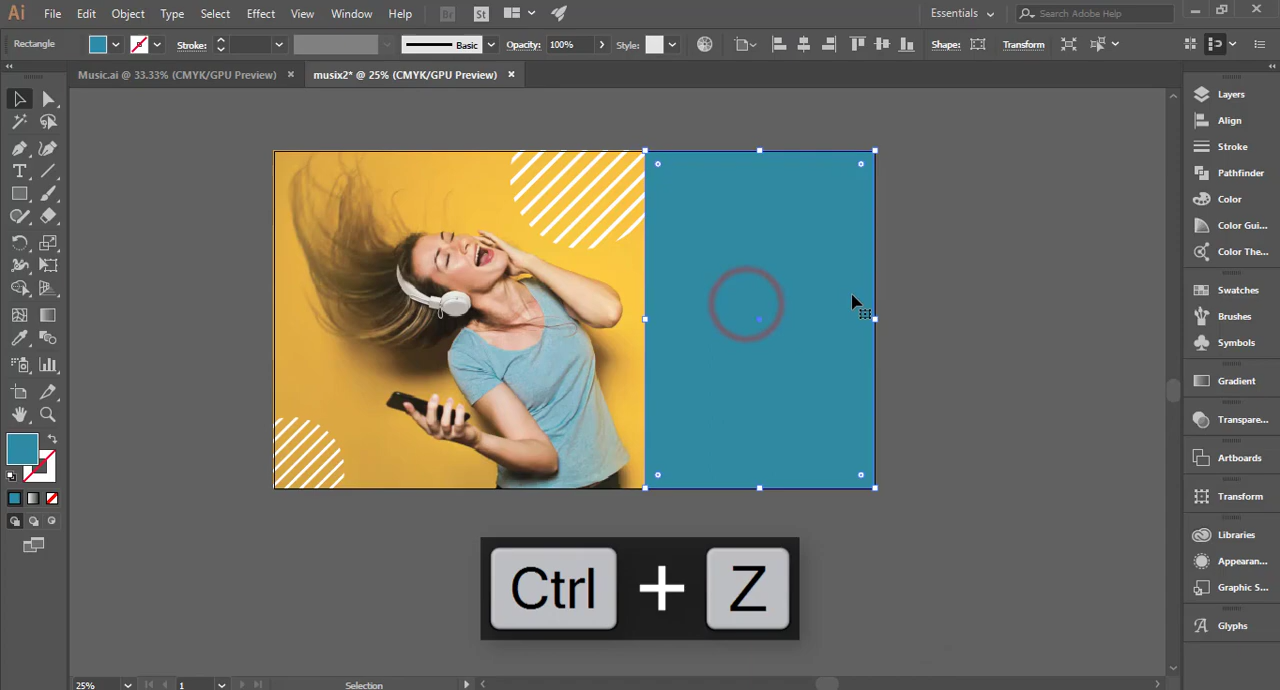 Ai File Edit Object Type Select Effect View Window Help Br St Essentials Search Adobe Help
Rectangle Stroke: Basic Opacity: 100% Style: Shape: Transform
Music.ai @ 33.33% (CMYK/GPU Preview) musix2* @ 25% (CMYK/GPU Preview)
Layers
Align
Stroke
Pathfinder
Color
Color Gui...
Color The...
Swatches
Brushes
Symbols
Gradient
Transpare...
Artboards
Transform
Libraries
Appearan...
Graphic S...
Glyphs
Ctrl + Z
25% 1 Selection